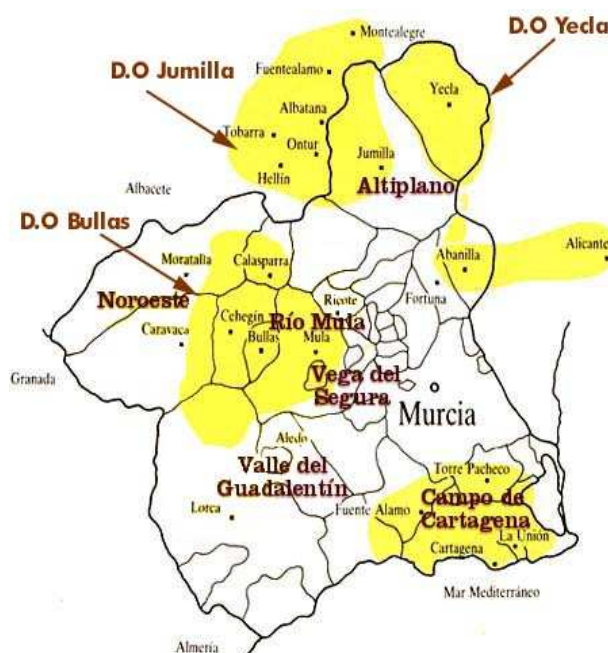 D.O Yecla
Montealegre
D.O Jumilla
Fuentealamo
Yecla
Albatana
Tobarra
Ontur
Jumilla
Hellín
Altiplano
Albacete
D.O Bullas
Abanilla
Alicante
Moratalla
Calasparra
Noroeste
Ricote
Fortuna
Cehegín
Río Mula
Caravaca
Bullas
Mula
Granada
Vega del
Segura
Murcia
Aledo
Valle del
Guadalentín
Torre Pacheco
Campo de
Cartagena
Lorca
Fuente Alamo
La Unión
Cartagena
Mar Mediterráneo
Almería